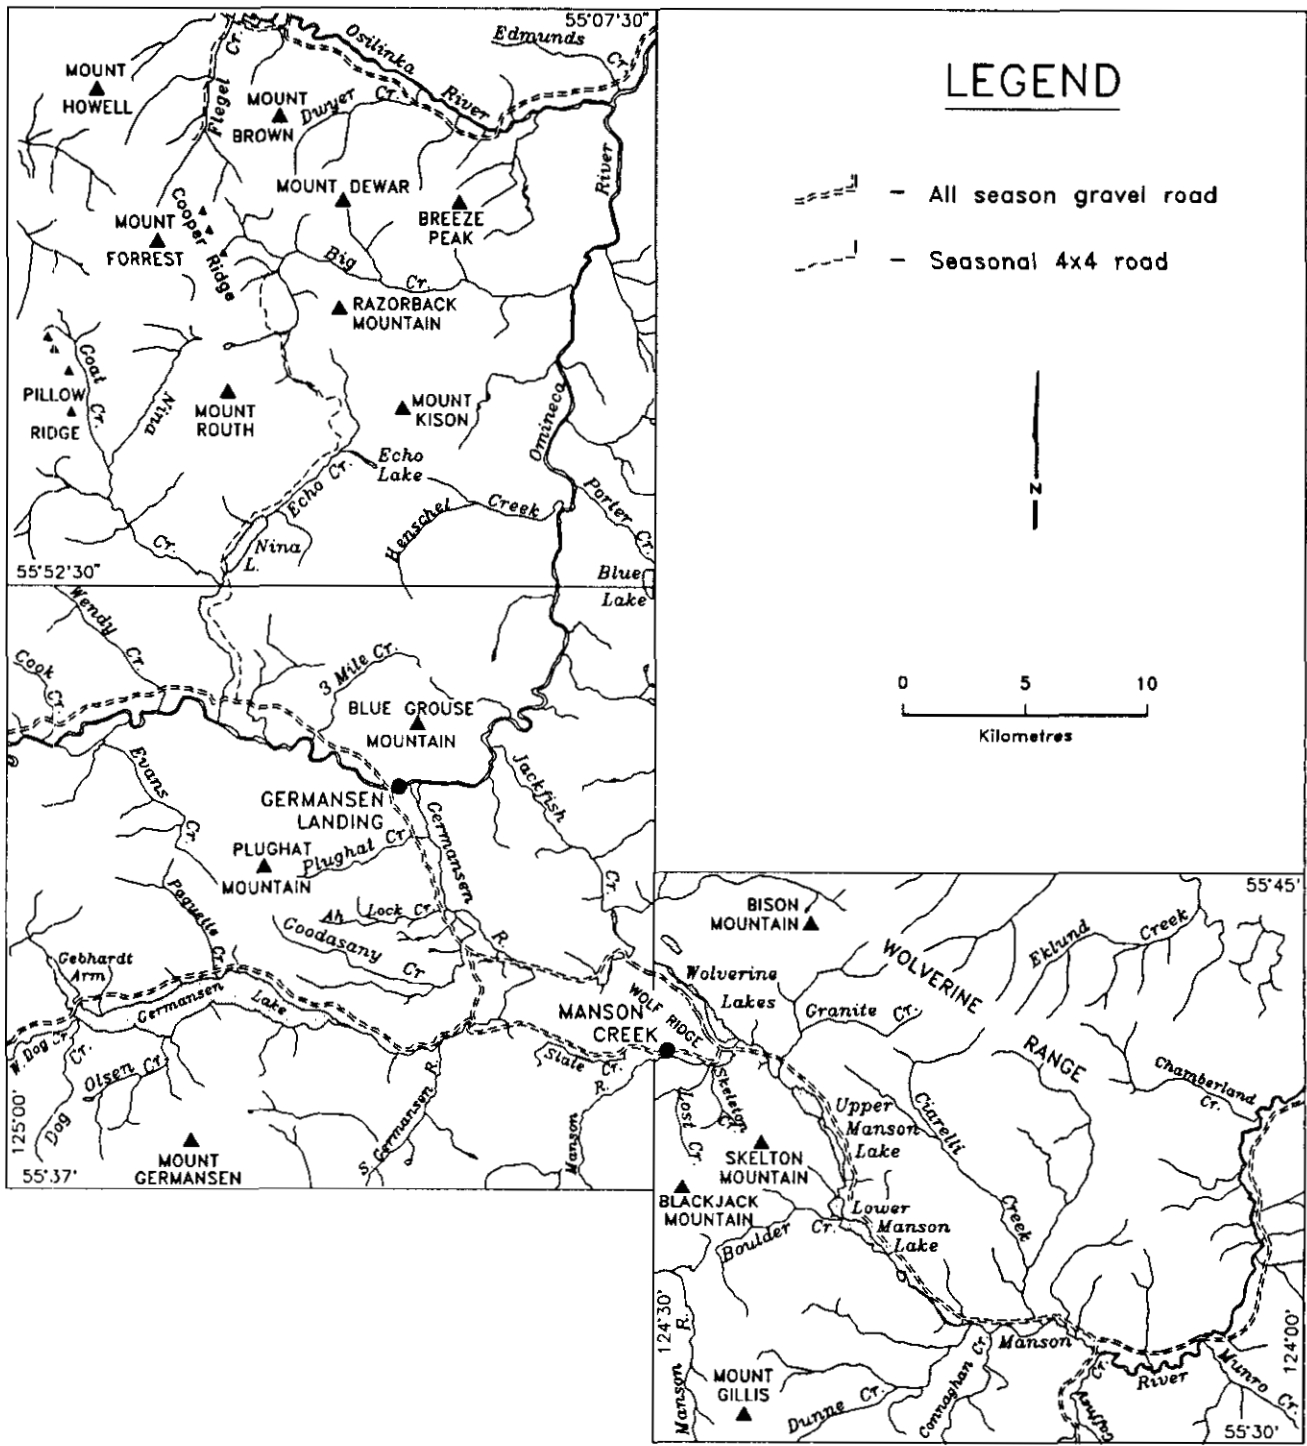 55°07'30"
Edmunds
Cr.
Osilinka
River
Flegel
Cr.
MOUNT
HOWELL
MOUNT
BROWN
Dwyer
Cr.
River
MOUNT DEWAR
BREEZE
PEAK
Cooper Ridge
MOUNT
FORREST
Big
Cr.
RAZORBACK
MOUNTAIN
Goat
Cr.
PILLOW
RIDGE
Nina
MOUNT
ROUTH
MOUNT
KISON
Omineca
Echo
Lake
Echo Cr.
Henschel
Creek
Porter
Cr.
Nina
L.
Cr.
55°52'30"
Blue
Lake
Wendy
Cr.
Cook
Cr.
3 Mile Cr.
BLUE GROUSE
MOUNTAIN
Evans
Cr.
Jackfish
Cr.
GERMANSEN
LANDING
Germansen
R.
PLUGHAT
MOUNTAIN
Plughat Cr
Paquette
Cr.
Ah Lock Cr.
Goodasany
Cr
Gebhardt
Arm
Germansen
Lake
W. Dog Cr.
Olsen Cr.
Dog
Cr.
MANSON
CREEK
WOLF
RIDGE
Slate
Cr.
Manson
R.
S. Germansen
R.
MOUNT
GERMANSEN
125°00'
55°37'
LEGEND
– All season gravel road
– Seasonal 4x4 road
N
0 5 10
Kilometres
55°45'
BISON
MOUNTAIN
WOLVERINE
RANGE
Eklund
Creek
Wolverine
Lakes
Granite Cr.
Chamberland
Cr.
Skeleton
Cr.
Lost
Cr.
Upper
Manson
Lake
Ciarelli
Creek
SKELTON
MOUNTAIN
BLACKJACK
MOUNTAIN
Lower
Manson
Lake
Boulder
Cr.
124°30'
Manson
R.
MOUNT
GILLIS
Dunne Cr.
Connaghan Cr
Manson
River
Gaffney
Cr.
Munro Cr.
124°00'
55°30'